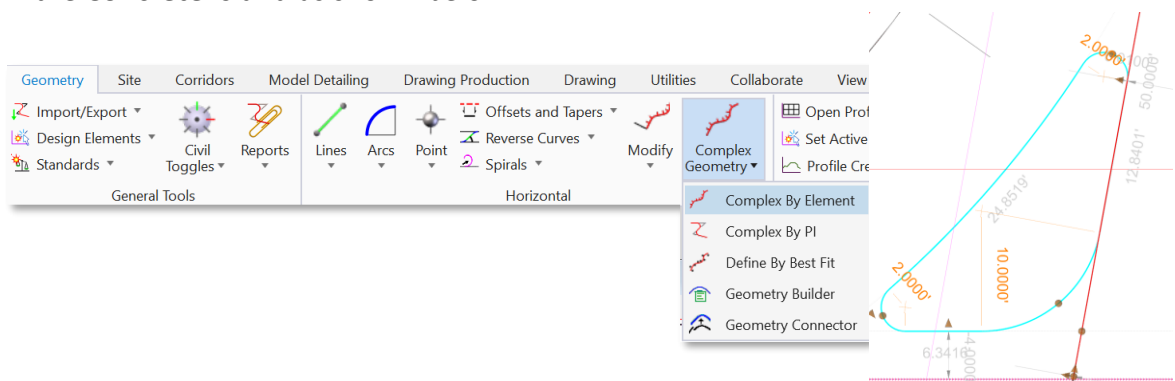 Geometry Site Corridors Model Detailing Drawing Production Drawing Utilities Collaborate View
Import/Export
Design Elements
Standards
Civil
Toggles
Reports
General Tools
Lines
Arcs
Point
Offsets and Tapers
Reverse Curves
Spirals
Modify
Complex
Geometry
Horizontal
Open Prof
Set Active
Profile Cre
Complex By Element
Complex By PI
Define By Best Fit
Geometry Builder
Geometry Connector
2.0000'
50.0000'
12.8401'
24.8519'
10.0000'
2.0000'
6.3416'
4.0000'